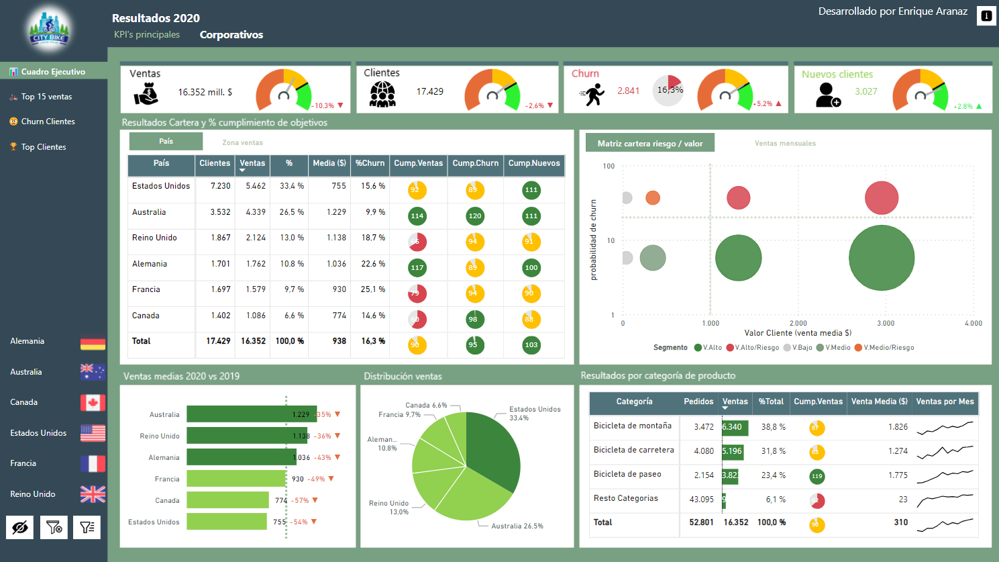 CITY BIKE
Resultados 2020
KPI's principales
Corporativos
Desarrollado por Enrique Aranaz
Cuadro Ejecutivo
Top 15 ventas
Churn Clientes
Top Clientes
Alemania
Australia
Canada
Estados Unidos
Francia
Reino Unido
Ventas
16.352 mill. $
-10,3% ▼
Clientes
17.429
-2,6% ▼
Churn
2.841
16,3%
+5,2% ▲
Nuevos clientes
3.027
+2,8% ▲
Resultados Cartera y % cumplimiento de objetivos
País
Zona ventas
País Clientes Ventas % Media ($) %Churn Cump.Ventas Cump.Churn Cump.Nuevos
Estados Unidos 7.230 5.462 33,4 % 755 15,6 % 92 89 111
Australia 3.532 4.339 26,5 % 1.229 9,9 % 114 120 111
Reino Unido 1.867 2.124 13,0 % 1.138 18,7 % 66 94 91
Alemania 1.701 1.762 10,8 % 1.036 22,6 % 117 89 100
Francia 1.697 1.579 9,7 % 930 25,1 % 79 94 90
Canada 1.402 1.086 6,6 % 774 14,6 % 60 98 88
Total 17.429 16.352 100,0 % 938 16,3 % 90 95 103
Matriz cartera riesgo / valor
Ventas mensuales
probabilidad de churn
100
10
1
0 1.000 2.000 3.000 4.000
Valor Cliente (venta media $)
Segmento V.Alto V.Alto/Riesgo V.Bajo V.Medio V.Medio/Riesgo
Ventas medias 2020 vs 2019
Australia 1.229 -35% ▼
Reino Unido 1.138 -36% ▼
Alemania 1.036 -43% ▼
Francia 930 -49% ▼
Canada 774 -57% ▼
Estados Unidos 755 -54% ▼
Distribución ventas
Canada 6,6%
Francia 9,7%
Aleman...
10,8%
Reino Unido
13,0%
Australia 26,5%
Estados Unidos
33,4%
Resultados por categoría de producto
Categoría Pedidos Ventas %Total Cump.Ventas Venta Media ($) Ventas por Mes
Bicicleta de montaña 3.472 6.340 38,8 % 87 1.826
Bicicleta de carretera 4.080 5.196 31,8 % 1.274
Bicicleta de paseo 2.154 3.82 23,4 % 119 1.775
Resto Categorias 43.095 6,1 % 23
Total 52.801 16.352 100,0 % 90 310